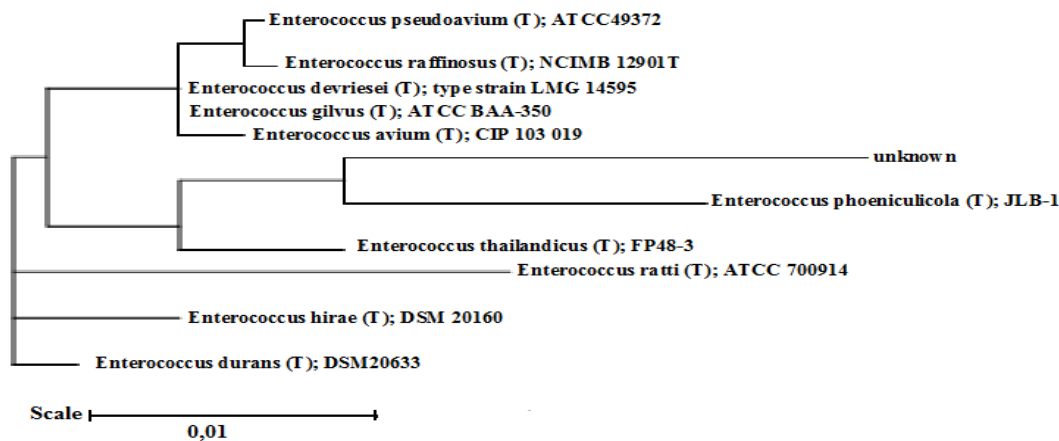 Enterococcus pseudoavium (T); ATCC49372
Enterococcus raffinosus (T); NCIMB 12901T
Enterococcus devriesei (T); type strain LMG 14595
Enterococcus gilvus (T); ATCC BAA-350
Enterococcus avium (T); CIP 103 019
unknown
Enterococcus phoeniculicola (T); JLB-1
Enterococcus thailandicus (T); FP48-3
Enterococcus ratti (T); ATCC 700914
Enterococcus hirae (T); DSM 20160
Enterococcus durans (T); DSM20633
Scale
0,01